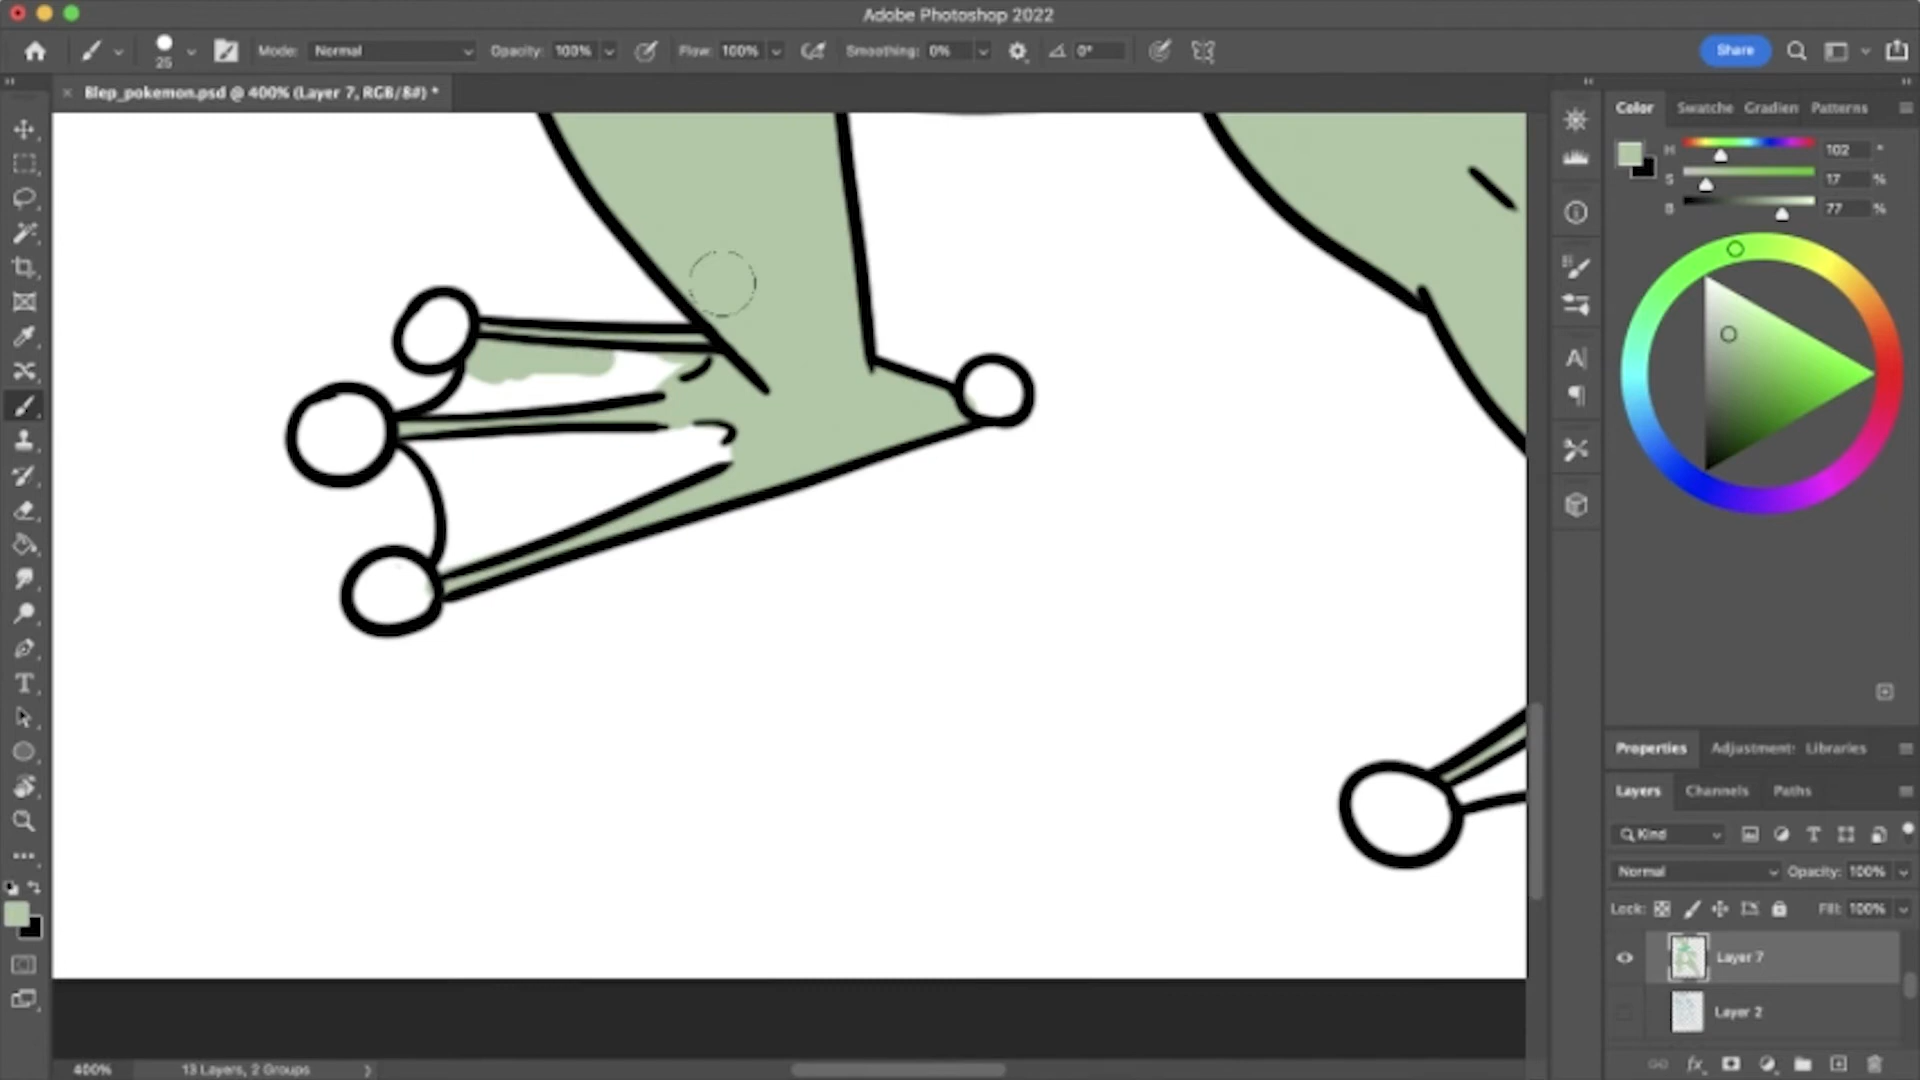 Adobe Photoshop 2022
25 Mode: Normal Opacity: 100% Flow: 100% Smoothing: 0% 0° Share
× Blep_pokemon.psd @ 400% (Layer 7, RGB/8#) *
Color Swatche Gradien Patterns
H 102 °
S 17 %
B 77 %
Properties Adjustment: Libraries
Layers Channels Paths
Kind
Normal Opacity: 100%
Lock: Fill: 100%
Layer 7
Layer 2
400% 13 Layers, 2 Groups